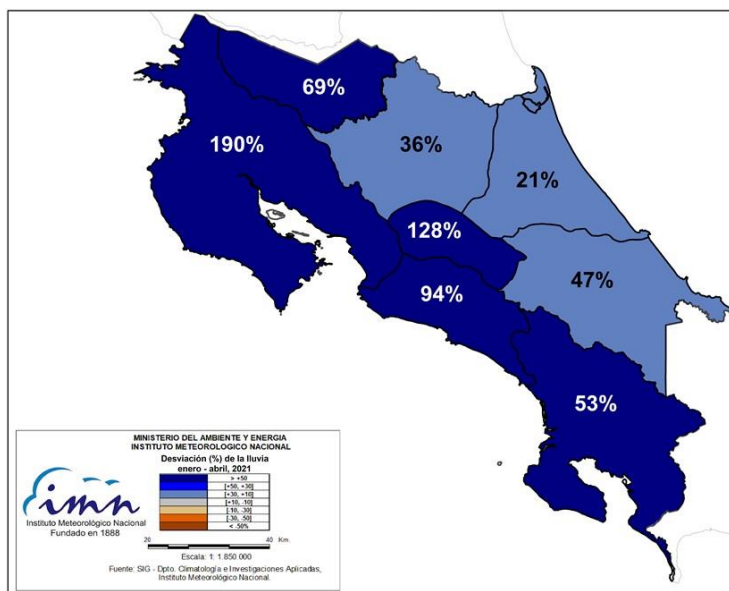 69%
190%
36%
21%
128%
47%
94%
53%
MINISTERIO DEL AMBIENTE Y ENERGIA
INSTITUTO METEOROLOGICO NACIONAL
Desviación (%) de la lluvia
enero - abril, 2021
> +50
[+50, +30]
[+30, +10]
[+10, .10]
[.10, .30]
[.30, .50]
< .50%
imn
Instituto Meteorológico Nacional
Fundado en 1888
20 0 40 Km.
Escala: 1: 1.850 000
Fuente: SIG - Dpto. Climatología e Investigaciones Aplicadas,
Instituto Meteorológico Nacional.